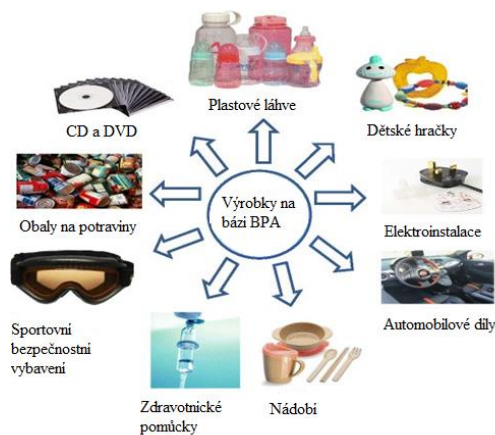 Plastové láhve
CD a DVD
Dětské hračky
Obaly na potraviny
Výrobky na
bázi BPA
Elektroinstalace
Sportovní
bezpečnostní
vybavení
Automobilové díly
Zdravotnické
pomůcky
Nádobí